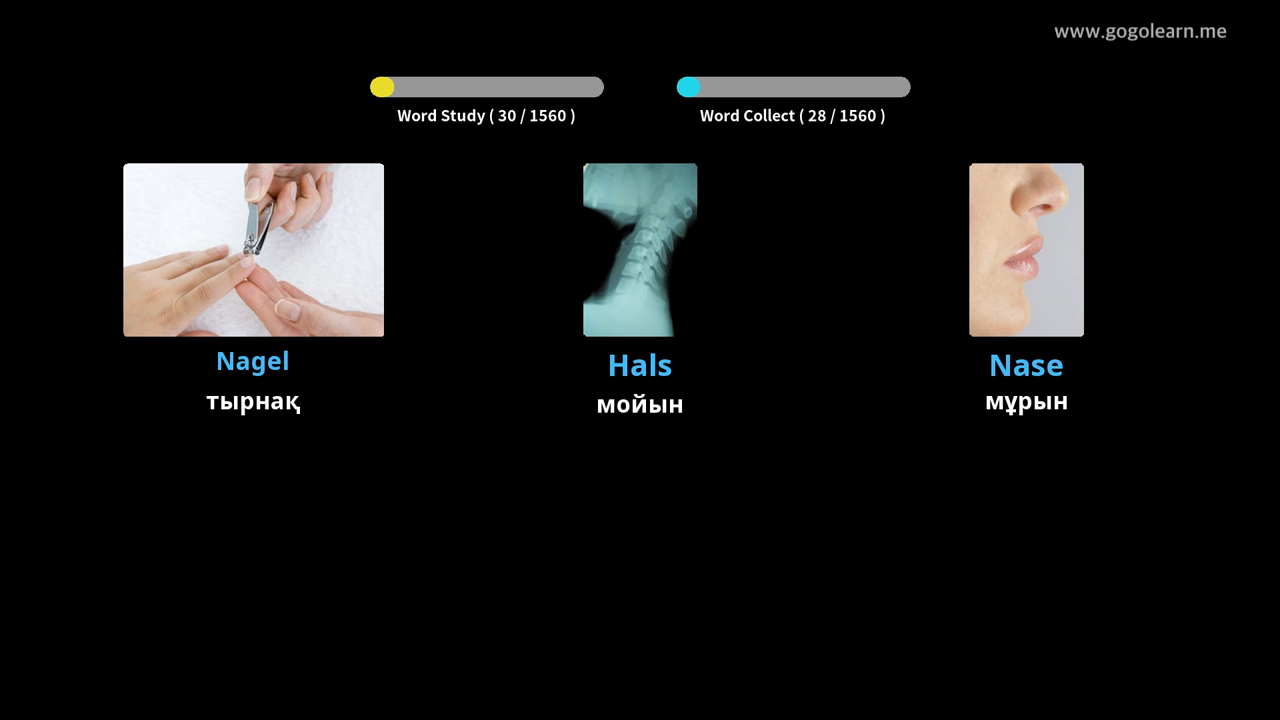 www.gogolearn.me
Word Study ( 30 / 1560 )
Word Collect ( 28 / 1560 )
Nagel
тырнақ
Hals
мойын
Nase
мұрын